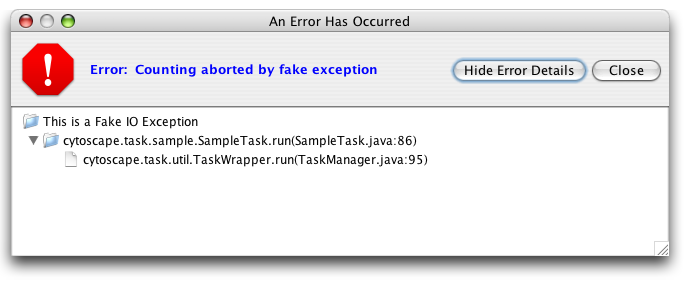 An Error Has Occurred
Error: Counting aborted by fake exception
Hide Error Details
Close
This is a Fake IO Exception
cytoscape.task.sample.SampleTask.run(SampleTask.java:86)
cytoscape.task.util.TaskWrapper.run(TaskManager.java:95)